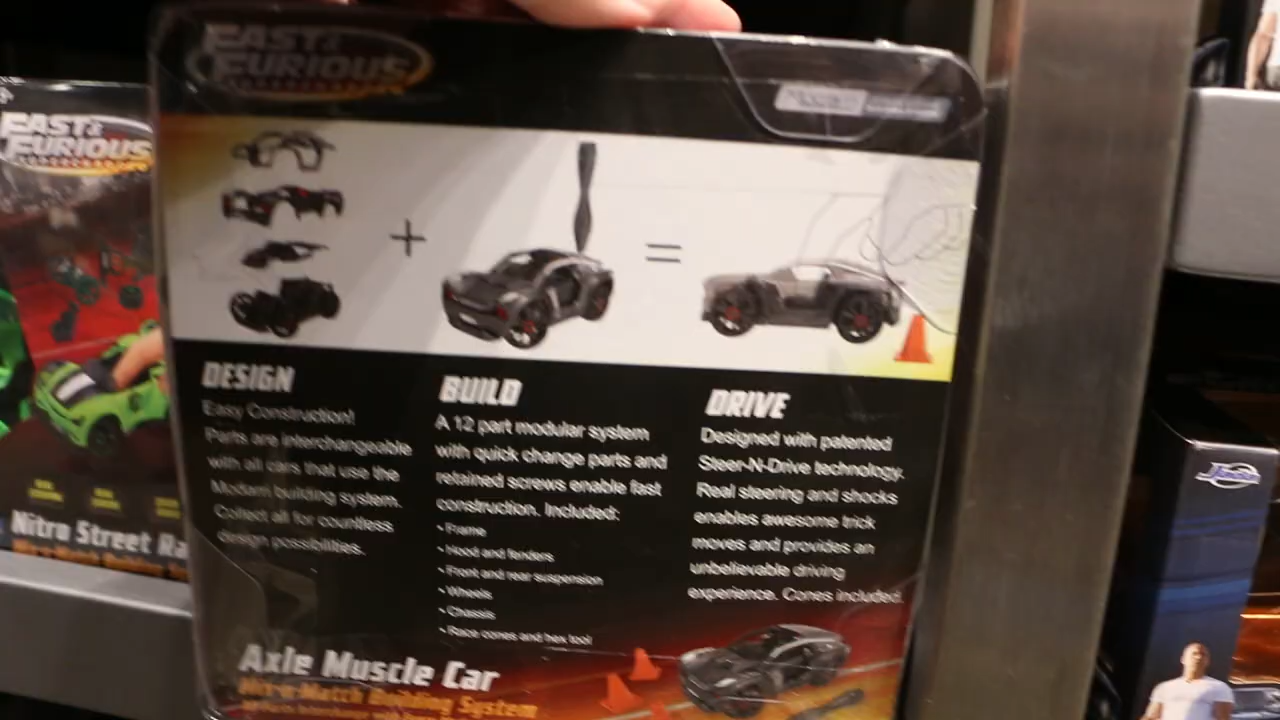 FAST &
FURIOUS
FAST &
FURIOUS
+
=
DESIGN
Easy Construction!
Parts are interchangeable
with all cars that use the
Modarri building system.
Collect all for countless
design possibilities.
BUILD
A 12 part modular system
with quick change parts and
retained screws enable fast
construction. Included:
• Frame
• Hood and fenders
• Front and rear suspension
• Wheels
• Chassis
• Race cones and hex tool
DRIVE
Designed with patented
Steer-N-Drive technology.
Real steering and shocks
enables awesome trick
moves and provides an
unbelievable driving
experience. Cones included.
Axle Muscle Car
Mix-n-Match Building System
Nitro Street Ra